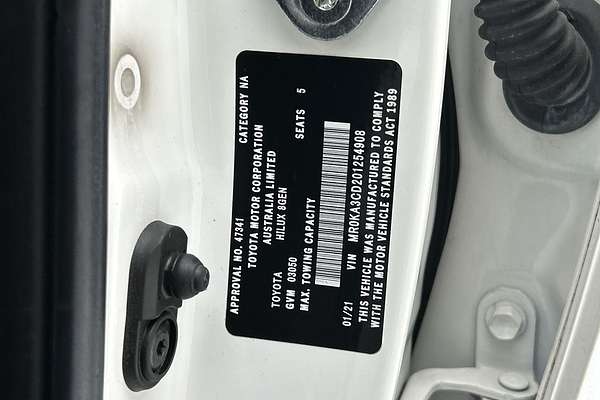 APPROVAL NO. 47341 CATEGORY NA
TOYOTA MOTOR CORPORATION
AUSTRALIA LIMITED
TOYOTA HILUX 8GEN
GVM 03050 SEATS 5
MAX. TOWING CAPACITY
01/21 VIN MR0KA3CD201254908
THIS VEHICLE WAS MANUFACTURED TO COMPLY
WITH THE MOTOR VEHICLE STANDARDS ACT 1989